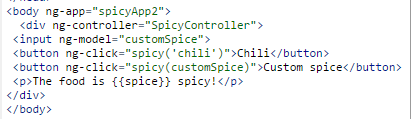 <body ng-app="spicyApp2">
<div ng-controller="SpicyController">
<input ng-model="customSpice">
<button ng-click="spicy('chili')">Chili</button>
<button ng-click="spicy(customSpice)">Custom spice</button>
<p>The food is {{spice}} spicy!</p>
</div>
</body>